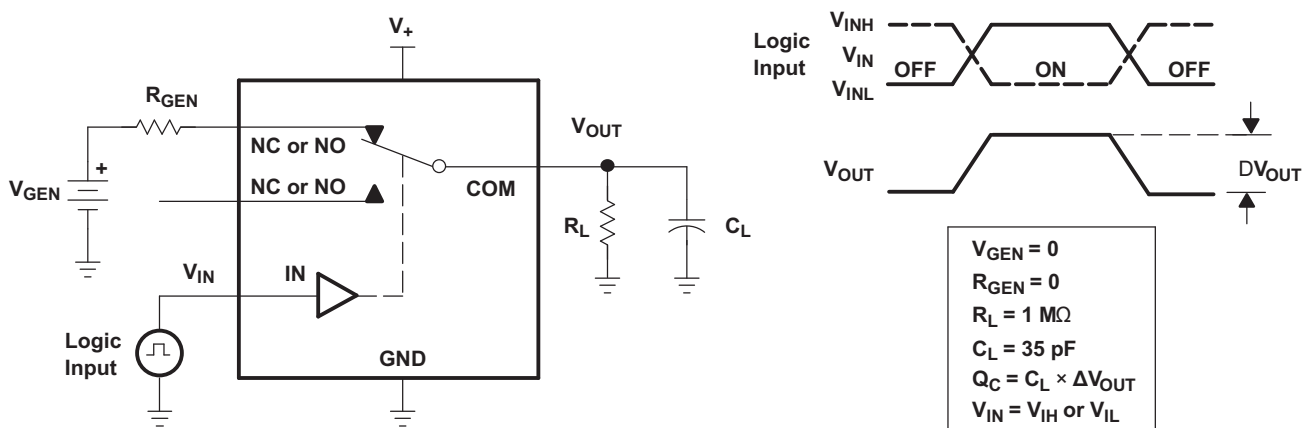 V+
RGEN
NC or NO
VOUT
+
VGEN
NC or NO
COM
RL
CL
VIN
IN
Logic
Input
GND
Logic
Input
VINH
VIN
VINL
OFF
ON
OFF
VOUT
DVOUT
VGEN = 0
RGEN = 0
RL = 1 MΩ
CL = 35 pF
QC = CL × ΔVOUT
VIN = VIH or VIL